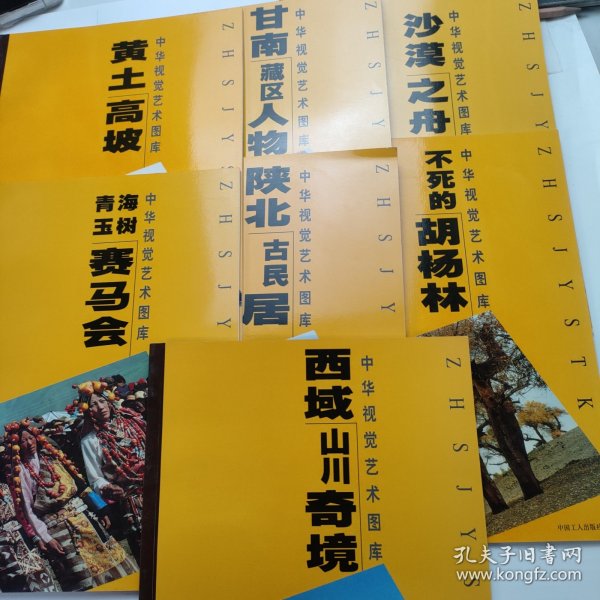 黄土高坡
中华视觉艺术图库
ZHSJYS
甘南藏区人物
中华视觉艺术图库
ZHSJY
沙漠之舟
中华视觉艺术图库
ZHSJYS
青海玉树赛马会
中华视觉艺术图库
ZHSJY
陕北古民居
中华视觉艺术图库
ZHSJY
不死的胡杨林
中华视觉艺术图库
ZHSJYSTK
中国工人出版社
西域山川奇境
中华视觉艺术图库
ZHSJYS
孔夫子旧书网
www.kongfz.com